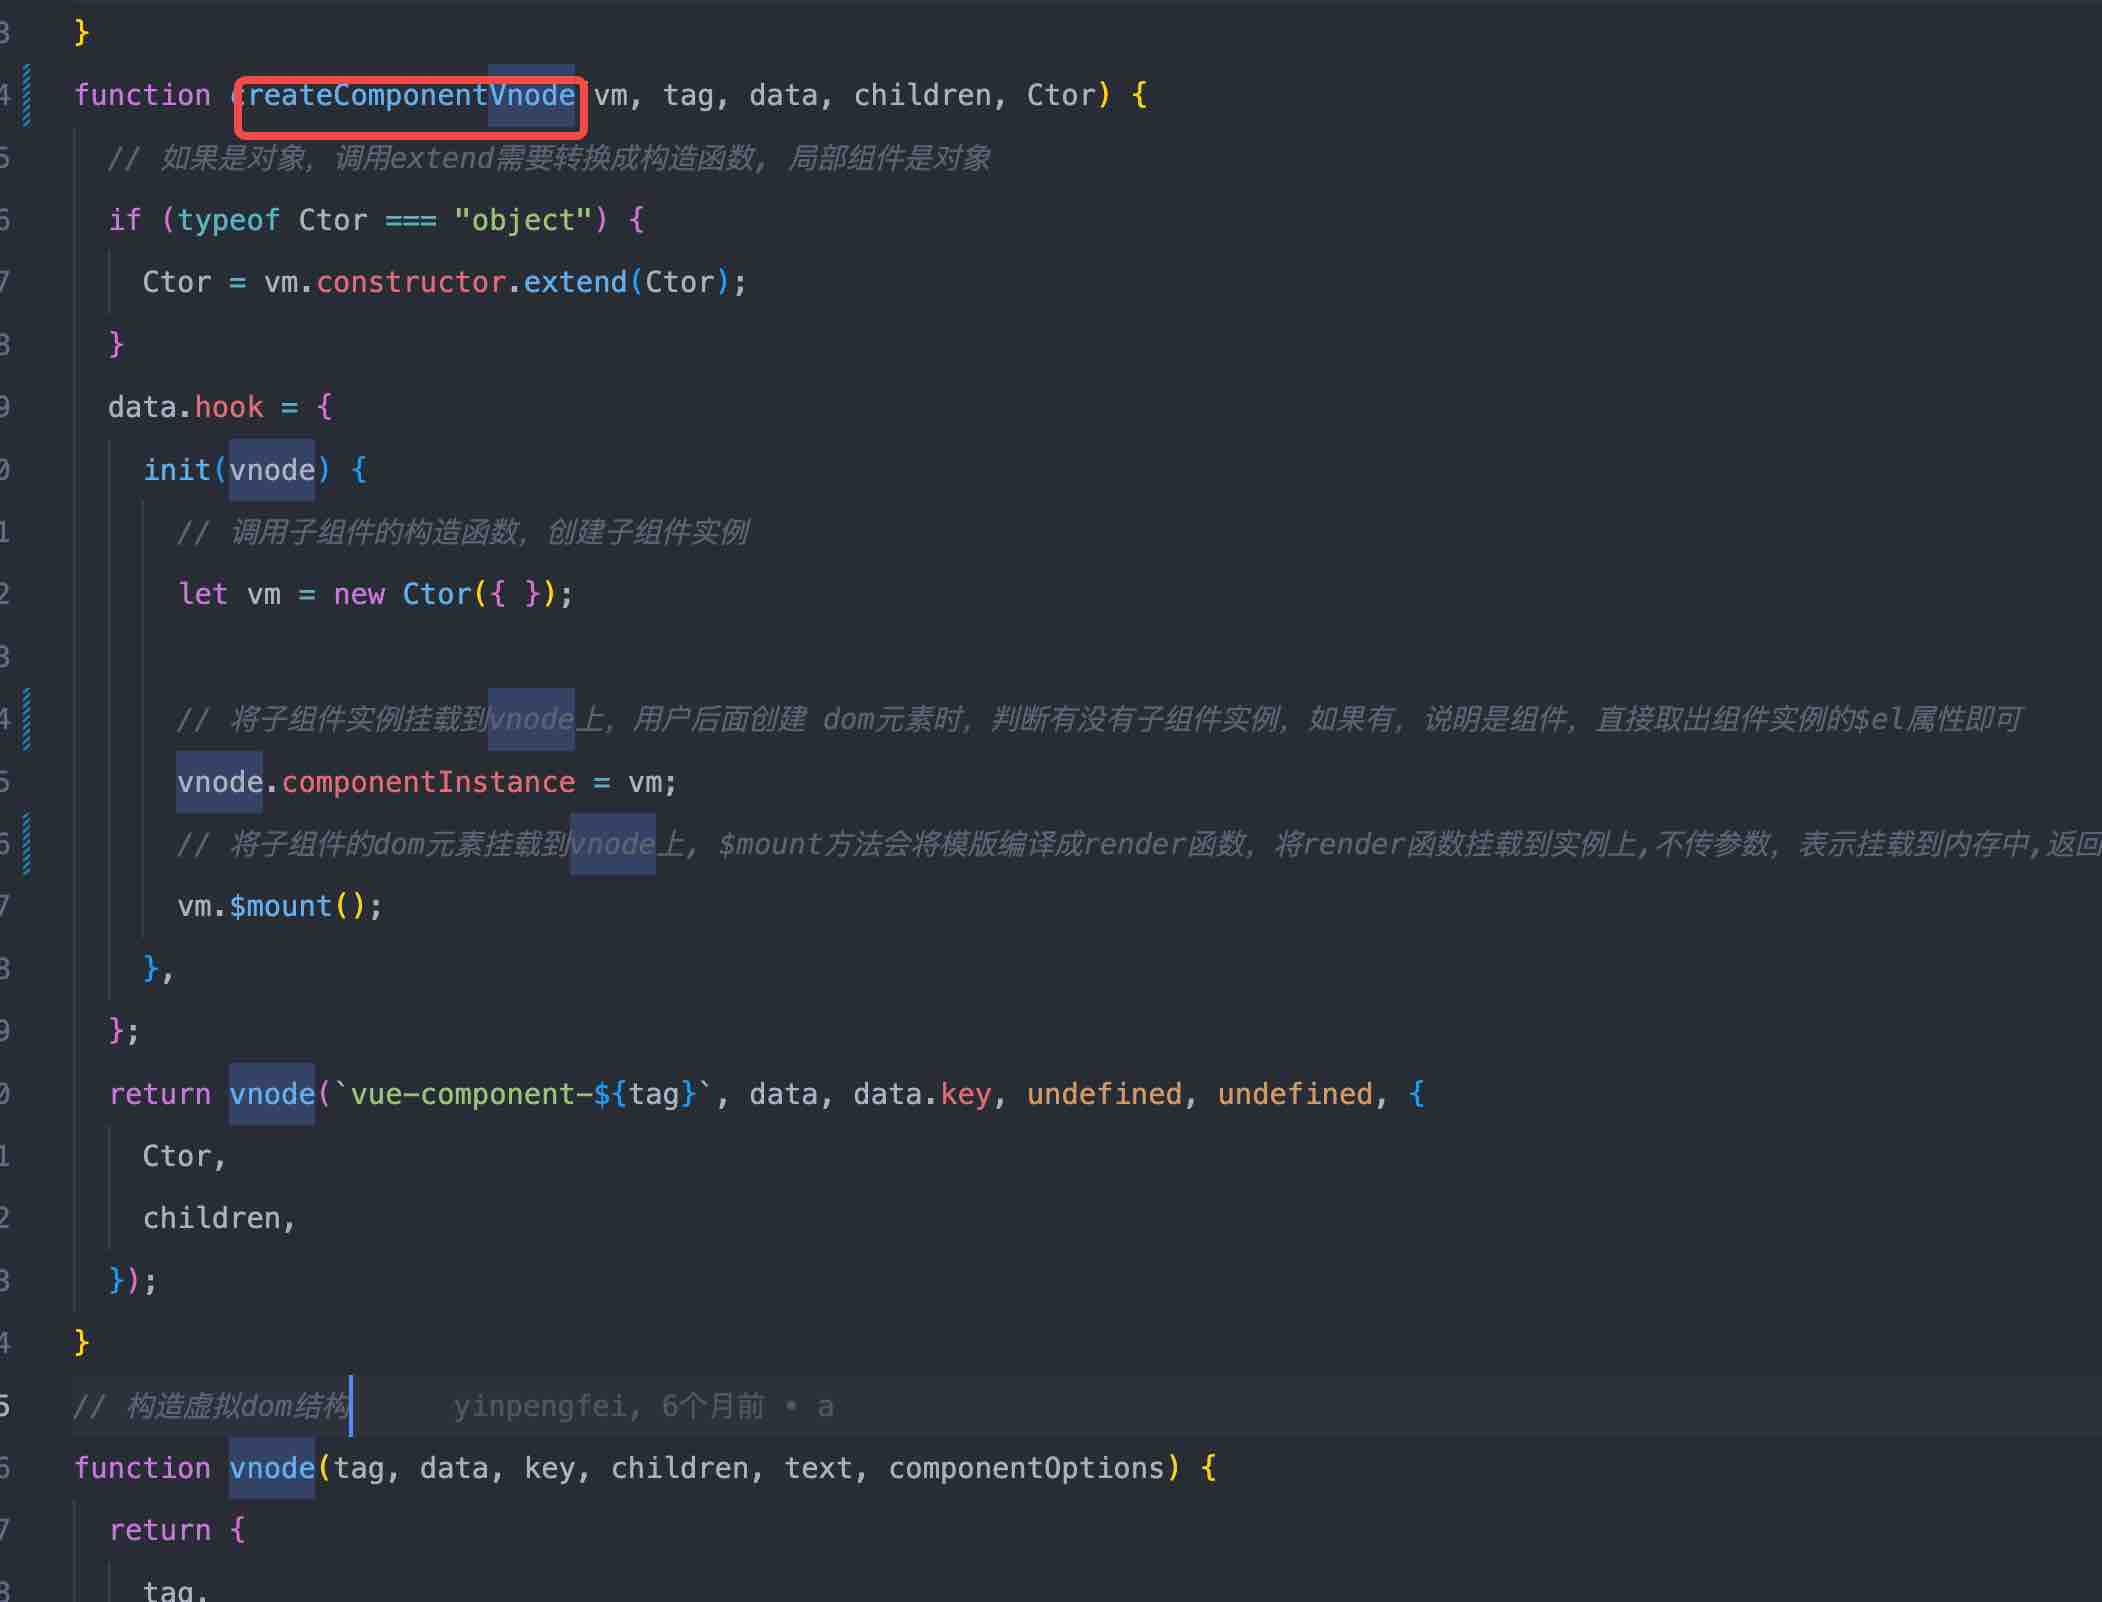 3 }
4 function createComponentVnode(vm, tag, data, children, Ctor) {
5 // 如果是对象，调用extend需要转换成构造函数, 局部组件是对象
6 if (typeof Ctor === "object") {
7 Ctor = vm.constructor.extend(Ctor);
8 }
9 data.hook = {
0 init(vnode) {
1 // 调用子组件的构造函数，创建子组件实例
2 let vm = new Ctor({ });
3
4 // 将子组件实例挂载到vnode上，用户后面创建 dom元素时，判断有没有子组件实例，如果有，说明是组件，直接取出组件实例的$el属性即可
5 vnode.componentInstance = vm;
6 // 将子组件的dom元素挂载到vnode上, $mount方法会将模版编译成render函数，将render函数挂载到实例上,不传参数，表示挂载到内存中,返回
7 vm.$mount();
8 },
9 };
0 return vnode(`vue-component-${tag}`, data, data.key, undefined, undefined, {
1 Ctor,
2 children,
3 });
4 }
5 // 构造虚拟dom结构 yinpengfei, 6个月前 • a
6 function vnode(tag, data, key, children, text, componentOptions) {
7 return {
8 tag,